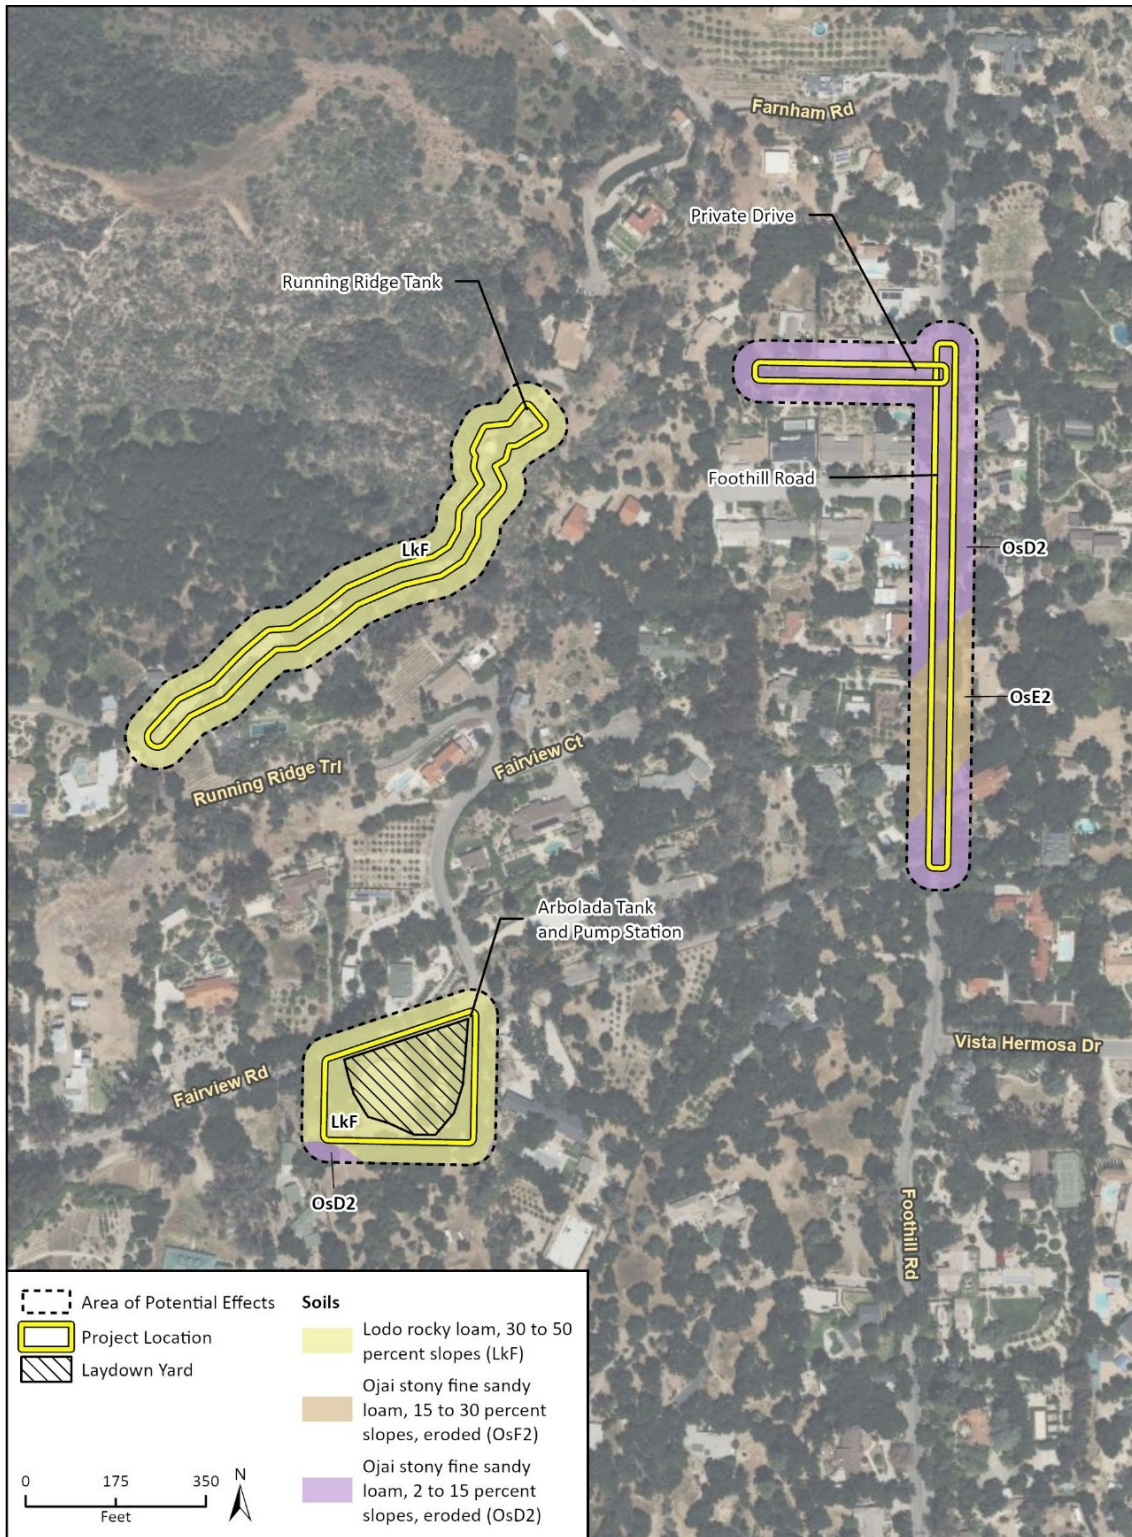 Farnham Rd
Private Drive
Running Ridge Tank
Foothill Road
OsD2
LkF
OsE2
Running Ridge Trl
Fairview Ct
Arbolada Tank
and Pump Station
Vista Hermosa Dr
Fairview Rd
LkF
OsD2
Foothill Rd
Area of Potential Effects
Project Location
Laydown Yard
0 175 350
Feet
N
Soils
Lodo rocky loam, 30 to 50
percent slopes (LkF)
Ojai stony fine sandy
loam, 15 to 30 percent
slopes, eroded (OsF2)
Ojai stony fine sandy
loam, 2 to 15 percent
slopes, eroded (OsD2)